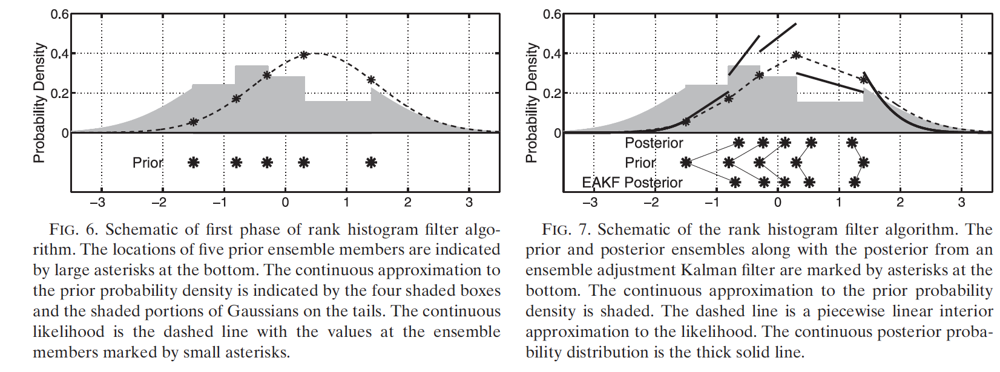 0.6
0.4
0.2
0
Probability Density
Prior
−3 −2 −1 0 1 2 3
FIG. 6. Schematic of first phase of rank histogram filter algo-
rithm. The locations of five prior ensemble members are indicated
by large asterisks at the bottom. The continuous approximation to
the prior probability density is indicated by the four shaded boxes
and the shaded portions of Gaussians on the tails. The continuous
likelihood is the dashed line with the values at the ensemble
members marked by small asterisks.
0.6
0.4
0.2
0
Probability Density
Posterior
Prior
EAKF Posterior
−3 −2 −1 0 1 2 3
FIG. 7. Schematic of the rank histogram filter algorithm. The
prior and posterior ensembles along with the posterior from an
ensemble adjustment Kalman filter are marked by asterisks at the
bottom. The continuous approximation to the prior probability
density is shaded. The dashed line is a piecewise linear interior
approximation to the likelihood. The continuous posterior proba-
bility distribution is the thick solid line.